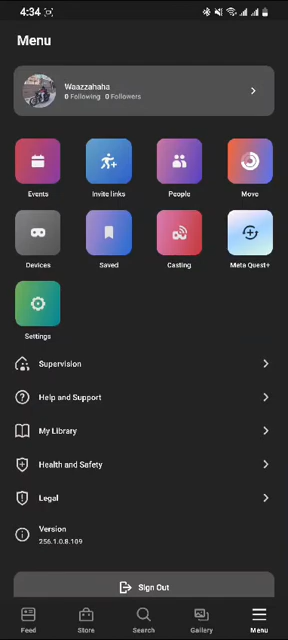 4:34
Menu
Waazzahaha
0 Following 0 Followers
Events
Invite links
People
Move
Devices
Saved
Casting
Meta Quest+
Settings
Supervision
Help and Support
My Library
Health and Safety
Legal
Version
256.1.0.8.109
Sign Out
Feed
Store
Search
Gallery
Menu